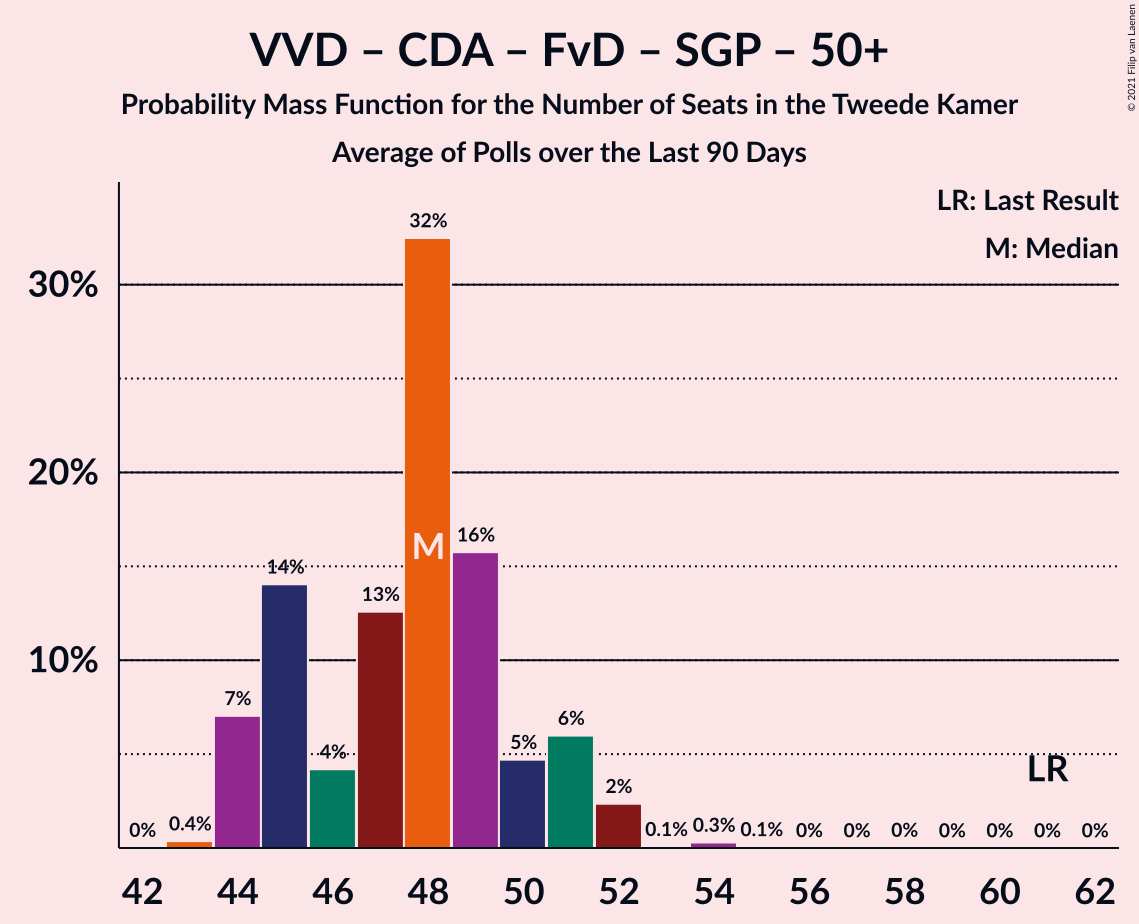 VVD – CDA – FvD – SGP – 50+
Probability Mass Function for the Number of Seats in the Tweede Kamer
Average of Polls over the Last 90 Days
© 2021 Filip van Laenen
LR: Last Result
M: Median
30%
20%
10%
0%
0.4%
7%
14%
4%
13%
32%
M
16%
5%
6%
2%
0.1%
0.3%
0.1%
0%
0%
0%
0%
0%
0%
0%
LR
42 44 46 48 50 52 54 56 58 60 62